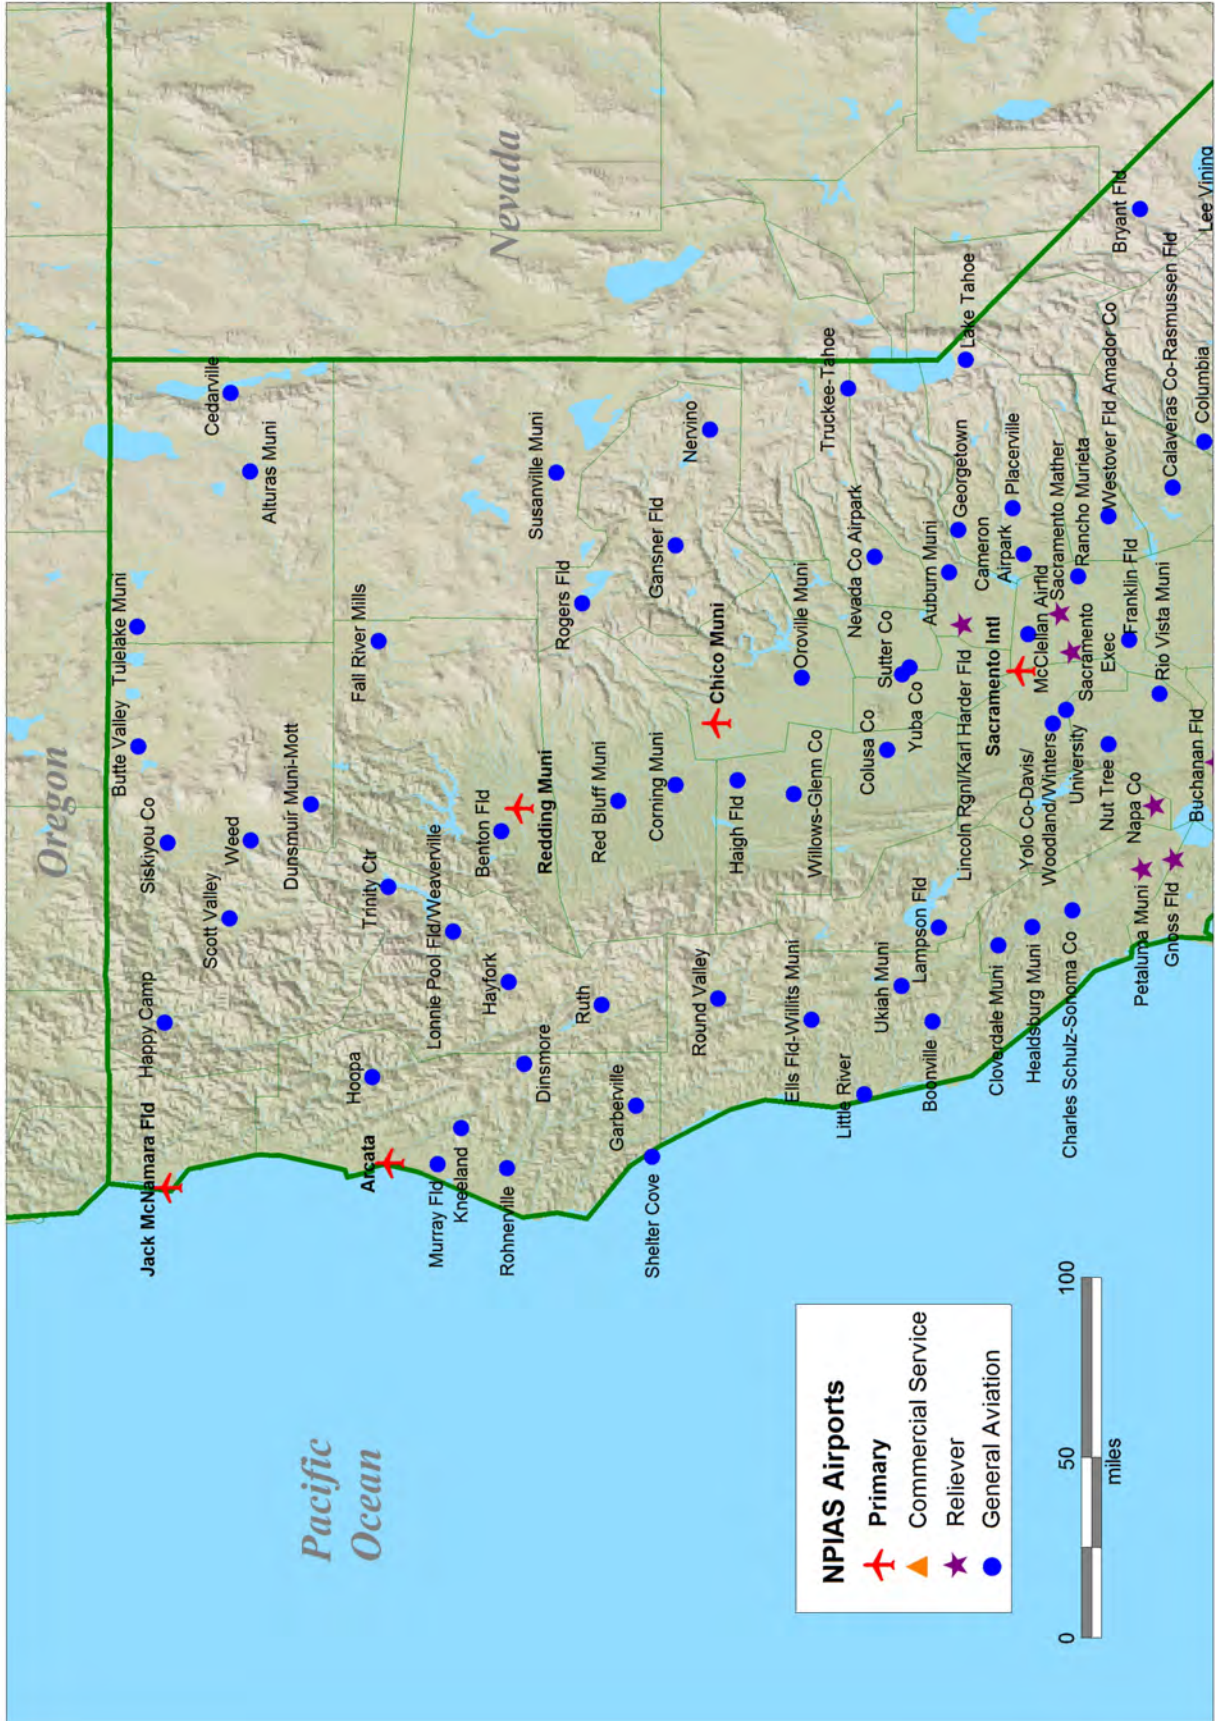 Oregon
Nevada
Pacific
Ocean
Jack McNamara Fld
Happy Camp
Siskiyou Co
Butte Valley
Tulelake Muni
Cedarville
Scott Valley
Weed
Alturas Muni
Dunsmuir Muni-Mott
Hoopa
Trinity Ctr
Fall River Mills
Arcata
Murray Fld
Kneeland
Lonnie Pool Fld/Weaverville
Benton Fld
Rohnerville
Hayfork
Redding Muni
Dinsmore
Susanville Muni
Rogers Fld
Ruth
Red Bluff Muni
Garberville
Shelter Cove
Corning Muni
Gansner Fld
Nervino
Round Valley
Haigh Fld
Chico Muni
Ells Fld-Willits Muni
Willows-Glenn Co
Oroville Muni
Truckee-Tahoe
Little River
Colusa Co
Nevada Co Airpark
Ukiah Muni
Sutter Co
Yuba Co
Lampson Fld
Boonville
Auburn Muni
Georgetown
Lake Tahoe
Lincoln Rgnl/Karl Harder Fld
Cloverdale Muni
Sacramento Intl
Cameron
Airpark
Placerville
Healdsburg Muni
Yolo Co-Davis/
Woodland/Winters
McClellan Airfld
Sacramento Mather
Charles Schulz-Sonoma Co
University
Sacramento
Exec
Rancho Murieta
Nut Tree
Westover Fld Amador Co
Franklin Fld
Bryant Fld
Petaluma Muni
Napa Co
Rio Vista Muni
Gnoss Fld
Calaveras Co-Rasmussen Fld
Buchanan Fld
Columbia
Lee Vining
NPIAS Airports
Primary
Commercial Service
Reliever
General Aviation
0
50
100
miles